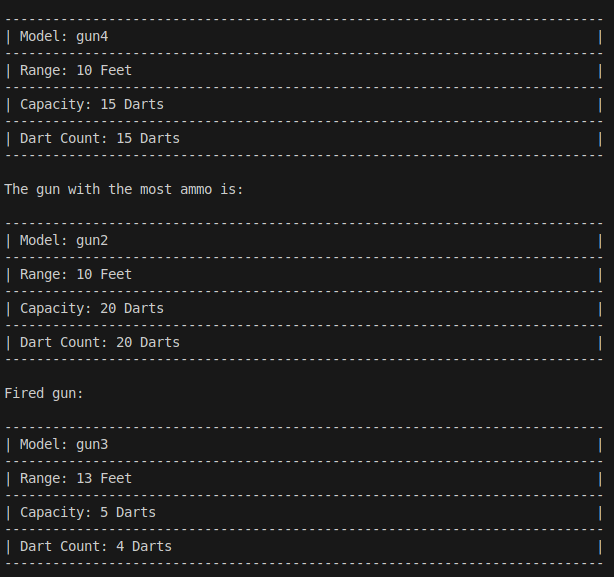 ---------------------------------------------------------------------------
| Model: gun4                                                             |
---------------------------------------------------------------------------
| Range: 10 Feet                                                          |
---------------------------------------------------------------------------
| Capacity: 15 Darts                                                      |
---------------------------------------------------------------------------
| Dart Count: 15 Darts                                                    |
---------------------------------------------------------------------------
The gun with the most ammo is:
---------------------------------------------------------------------------
| Model: gun2                                                             |
---------------------------------------------------------------------------
| Range: 10 Feet                                                          |
---------------------------------------------------------------------------
| Capacity: 20 Darts                                                      |
---------------------------------------------------------------------------
| Dart Count: 20 Darts                                                    |
---------------------------------------------------------------------------
Fired gun:
---------------------------------------------------------------------------
| Model: gun3                                                             |
---------------------------------------------------------------------------
| Range: 13 Feet                                                          |
---------------------------------------------------------------------------
| Capacity: 5 Darts                                                       |
---------------------------------------------------------------------------
| Dart Count: 4 Darts                                                     |
---------------------------------------------------------------------------